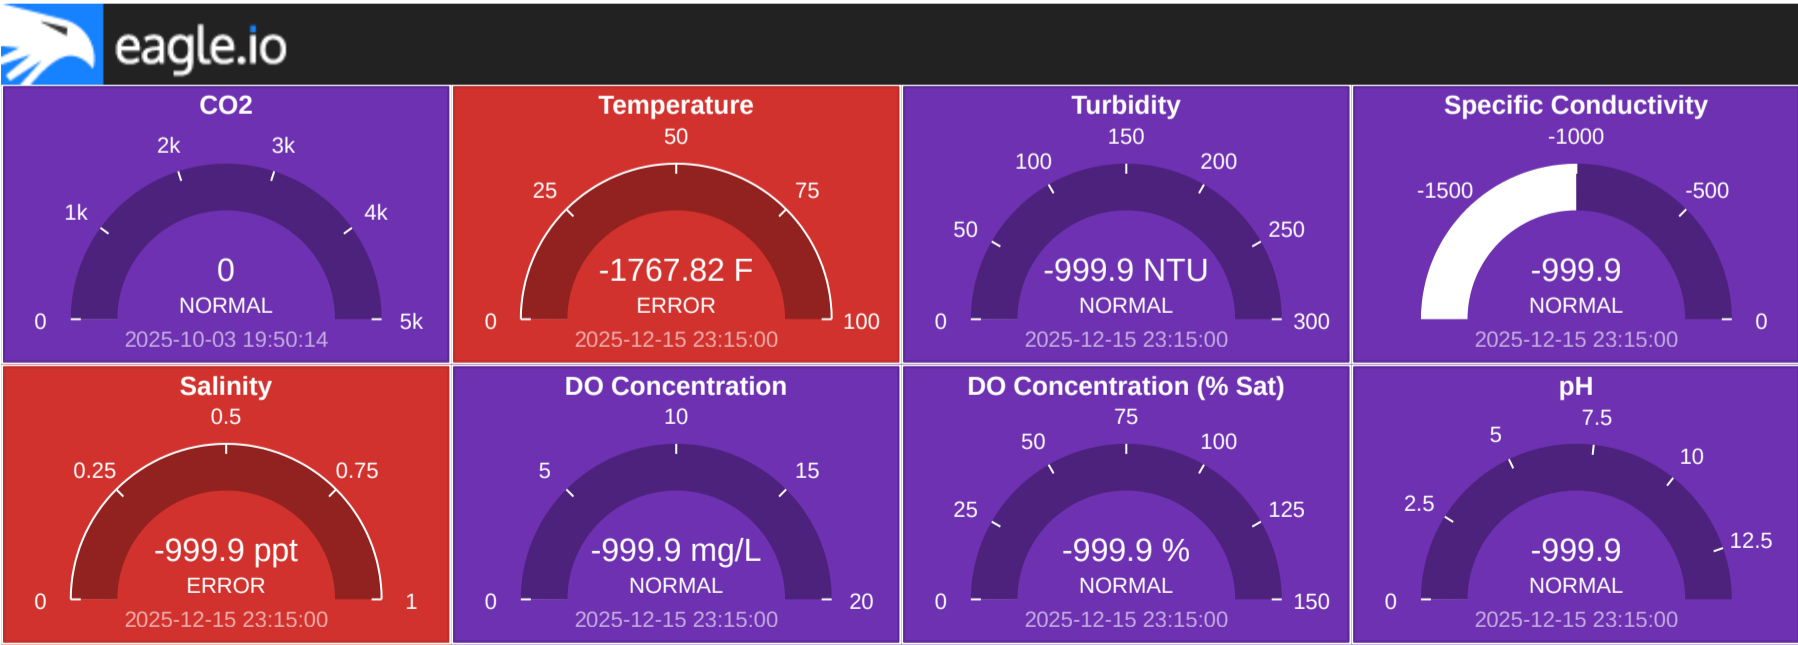 eagle.io
CO2
2k 3k
1k 4k
0
NORMAL
0 5k
2025-10-03 19:50:14
Temperature
50
25 75
-1767.82 F
ERROR
0 100
2025-12-15 23:15:00
Turbidity
150
100 200
50 250
-999.9 NTU
NORMAL
0 300
2025-12-15 23:15:00
Specific Conductivity
-1000
-1500 -500
-999.9
NORMAL
0
2025-12-15 23:15:00
Salinity
0.5
0.25 0.75
-999.9 ppt
ERROR
0 1
2025-12-15 23:15:00
DO Concentration
10
5 15
-999.9 mg/L
NORMAL
0 20
2025-12-15 23:15:00
DO Concentration (% Sat)
75
50 100
25 125
-999.9 %
NORMAL
0 150
2025-12-15 23:15:00
pH
7.5
5 10
2.5 12.5
-999.9
NORMAL
0
2025-12-15 23:15:00